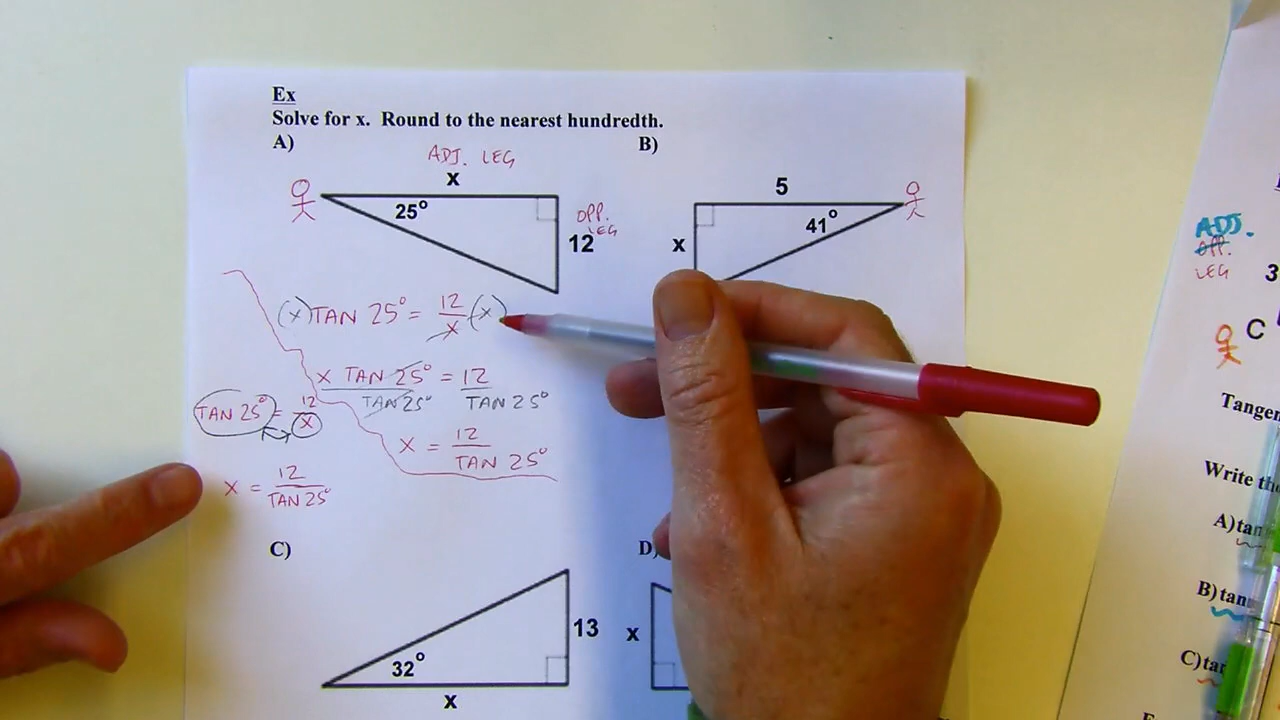 Ex
Solve for x. Round to the nearest hundredth.
A)
B)
ADJ. LEG
x
25°
OPP.
LEG
12
5
41°
x
(x)TAN 25° = 12/x (x)
x TAN 25° / TAN 25° = 12 / TAN 25°
x = 12 / TAN 25°
TAN 25° = 12/x
x = 12 / TAN 25°
C)
13
32°
x
D)
x
ADJ.
OPP.
LEG
3
C
Tangen
Write th
A) tan
B) tan
C) ta